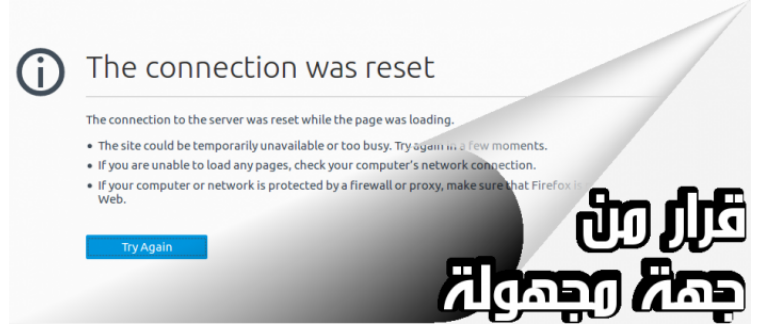 The connection was reset
The connection to the server was reset while the page was loading.
• The site could be temporarily unavailable or too busy. Try again in a few moments.
• If you are unable to load any pages, check your computer's network connection.
• If your computer or network is protected by a firewall or proxy, make sure that Firefox is
Web.
Try Again
قرار من
جهة مجهولة